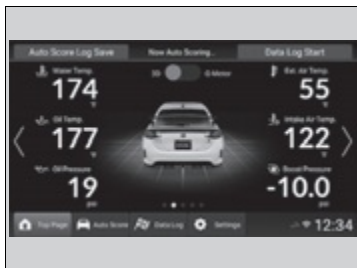 Auto Score Log Save Now Auto Scoring... Data Log Start
Water Temp. 3D G-Meter Ext. Air Temp.
174 55
°F °F
Oil Temp. Intake Air Temp.
177 122
°F °F
Oil Pressure Boost Pressure
19 -10.0
psi psi
Top Page Auto Score Data Log Settings 12:34